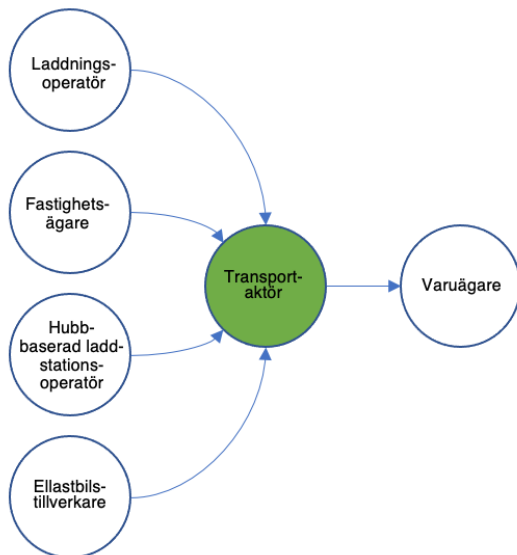 Laddnings-
operatör
Fastighets-
ägare
Hubb-
baserad ladd-
stations-
operatör
Ellastbils-
tillverkare
Transport-
aktör
Varuägare